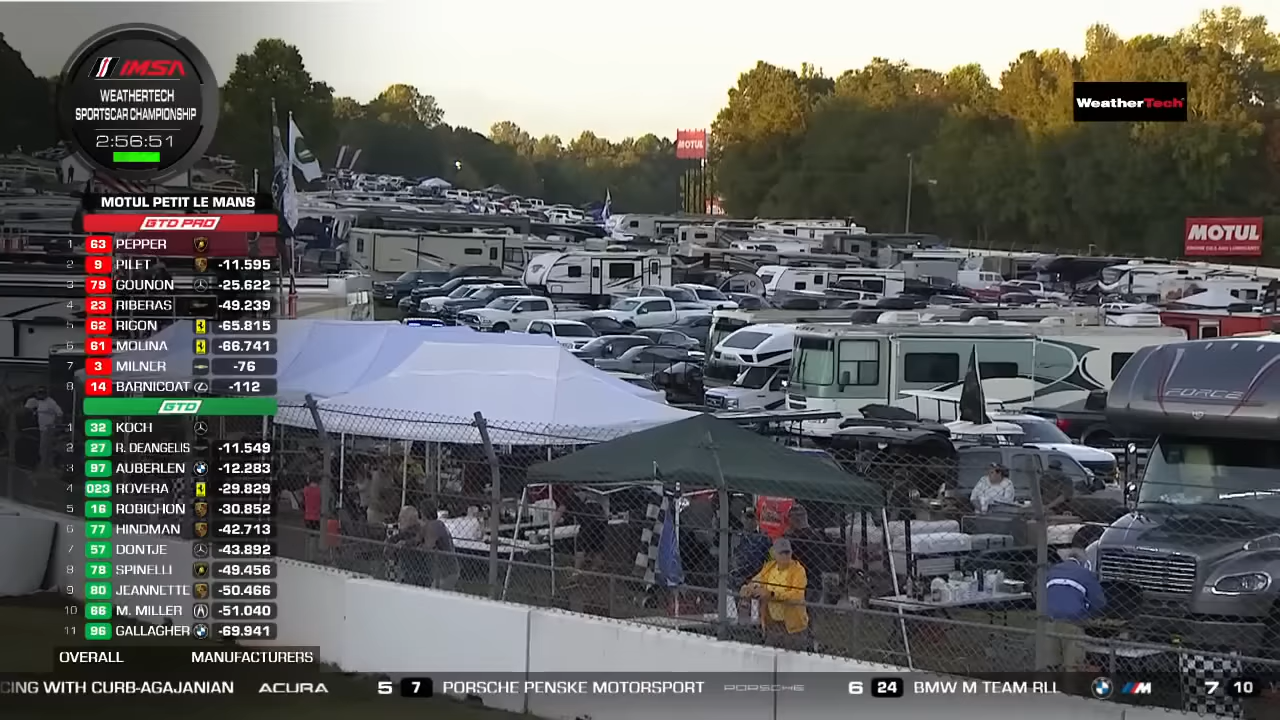 IMSA
WEATHERTECH
SPORTSCAR CHAMPIONSHIP
2:56:51
WeatherTech
MOTUL
MOTUL
MOTUL PETIT LE MANS
GTD PRO
1 63 PEPPER
2 9 PILET -11.595
3 79 GOUNON -25.622
4 23 RIBERAS -49.239
5 62 RIGON -65.815
6 61 MOLINA -66.741
7 3 MILNER -76
8 14 BARNICOAT -112
GTD
1 32 KOCH
2 27 R. DEANGELIS -11.549
3 97 AUBERLEN -12.283
4 023 ROVERA -29.829
5 16 ROBICHON -30.852
6 77 HINDMAN -42.713
7 57 DONTJE -43.892
8 78 SPINELLI -49.456
9 80 JEANNETTE -50.466
10 66 M. MILLER -51.040
11 96 GALLAGHER -69.941
FORCE
OVERALL MANUFACTURERS
CING WITH CURB-AGAJANIAN ACURA 5 7 PORSCHE PENSKE MOTORSPORT PORSCHE 6 24 BMW M TEAM RLL M 7 10